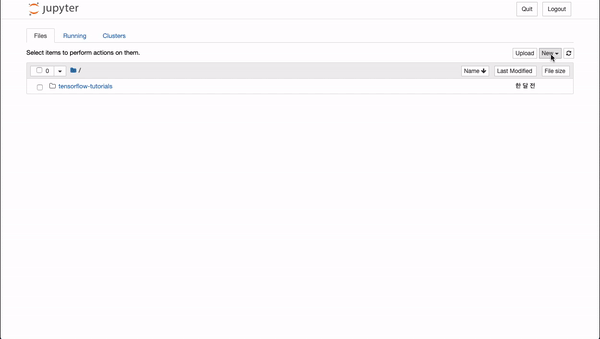 jupyter Quit Logout
Files Running Clusters
Select items to perform actions on them. Upload New
0 / Name Last Modified File size
tensorflow-tutorials 한 달 전